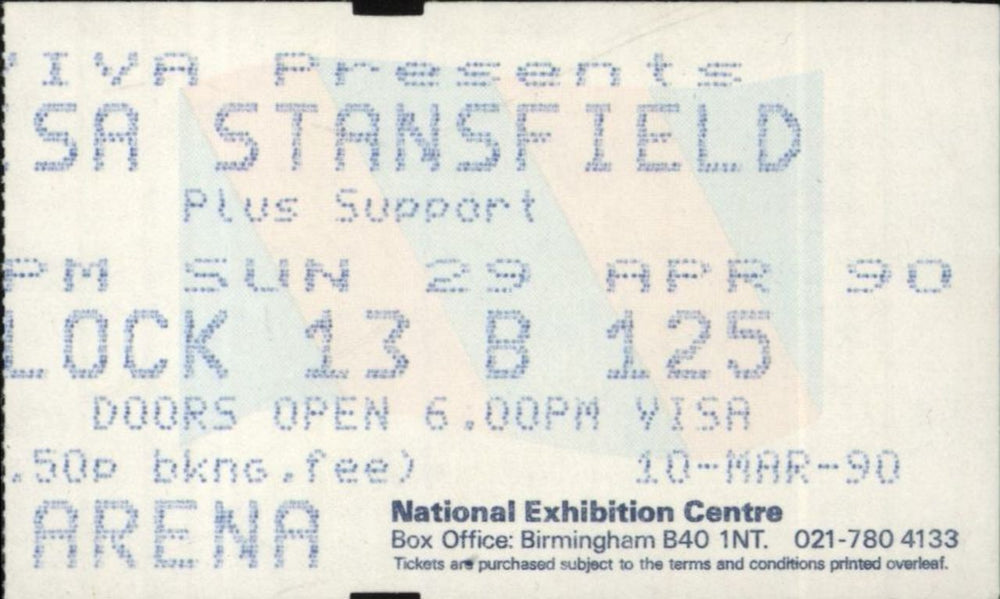 IVA Presents
SA STANSFIELD
Plus Support
PM SUN 29 APR 90
LOCK 13 B 125
DOORS OPEN 6.00PM VISA
.50p bkng.fee) 10-MAR-90
ARENA
National Exhibition Centre
Box Office: Birmingham B40 1NT. 021-780 4133
Tickets are purchased subject to the terms and conditions printed overleaf.